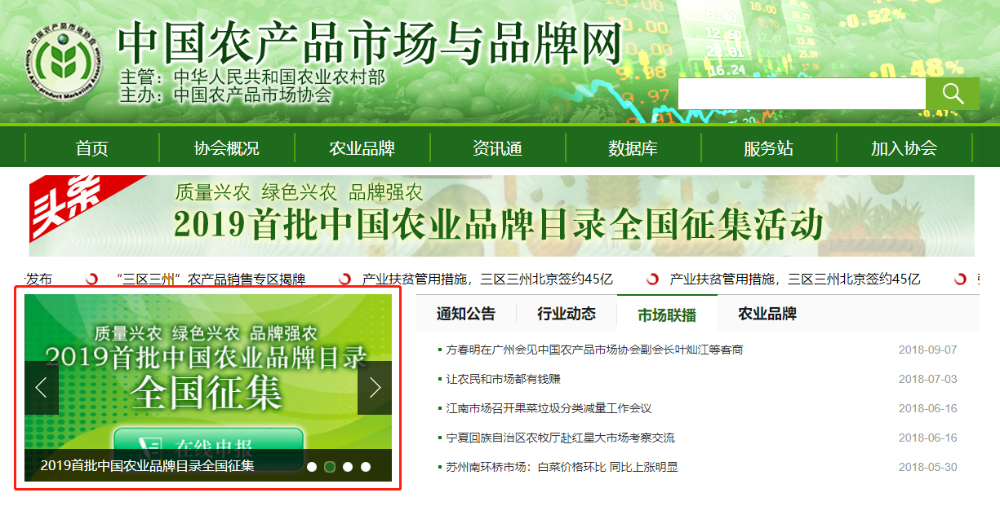 中国农产品市场协会
中国农产品市场与品牌网
主管：中华人民共和国农业农村部
主办：中国农产品市场协会
首页
协会概况
农业品牌
资讯通
数据库
服务站
加入协会
头条
质量兴农 绿色兴农 品牌强农
2019首批中国农业品牌目录全国征集活动
发布
“三区三州”农产品销售专区揭牌
产业扶贫管用措施，三区三州北京签约45亿
产业扶贫管用措施，三区三州北京签约45亿
质量兴农 绿色兴农 品牌强农
2019首批中国农业品牌目录
全国征集
在线申报
2019首批中国农业品牌目录全国征集
通知公告
行业动态
市场联播
农业品牌
方春明在广州会见中国农产品市场协会副会长叶灿江等客商 2018-09-07
让农民和市场都有钱赚 2018-07-03
江南市场召开果菜垃圾分类减量工作会议 2018-06-16
宁夏回族自治区农牧厅赴红星大市场考察交流 2018-06-16
苏州南环桥市场：白菜价格环比 同比上涨明显 2018-05-30